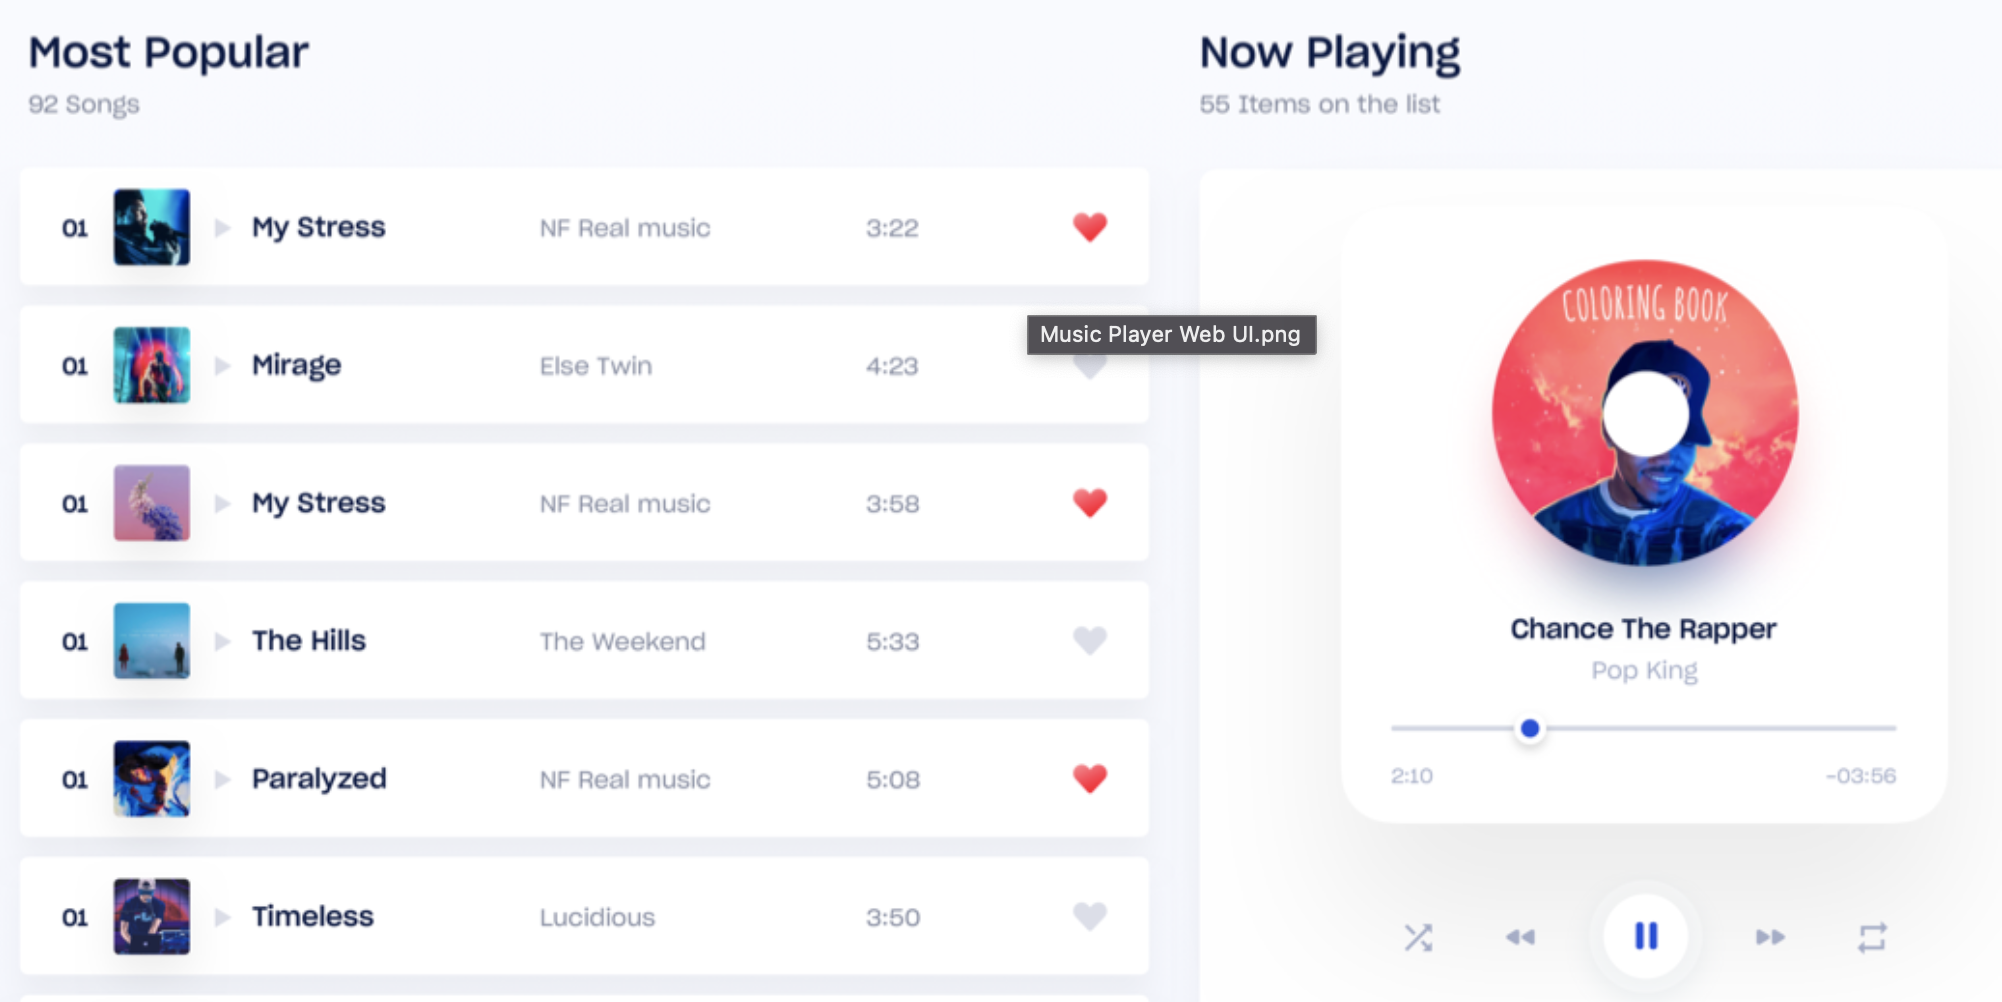 Most Popular
92 Songs
01 My Stress NF Real music 3:22
01 Mirage Else Twin 4:23
01 My Stress NF Real music 3:58
01 The Hills The Weekend 5:33
01 Paralyzed NF Real music 5:08
01 Timeless Lucidious 3:50
Music Player Web UI.png
Now Playing
55 Items on the list
COLORING BOOK
Chance The Rapper
Pop King
2:10 -03:56